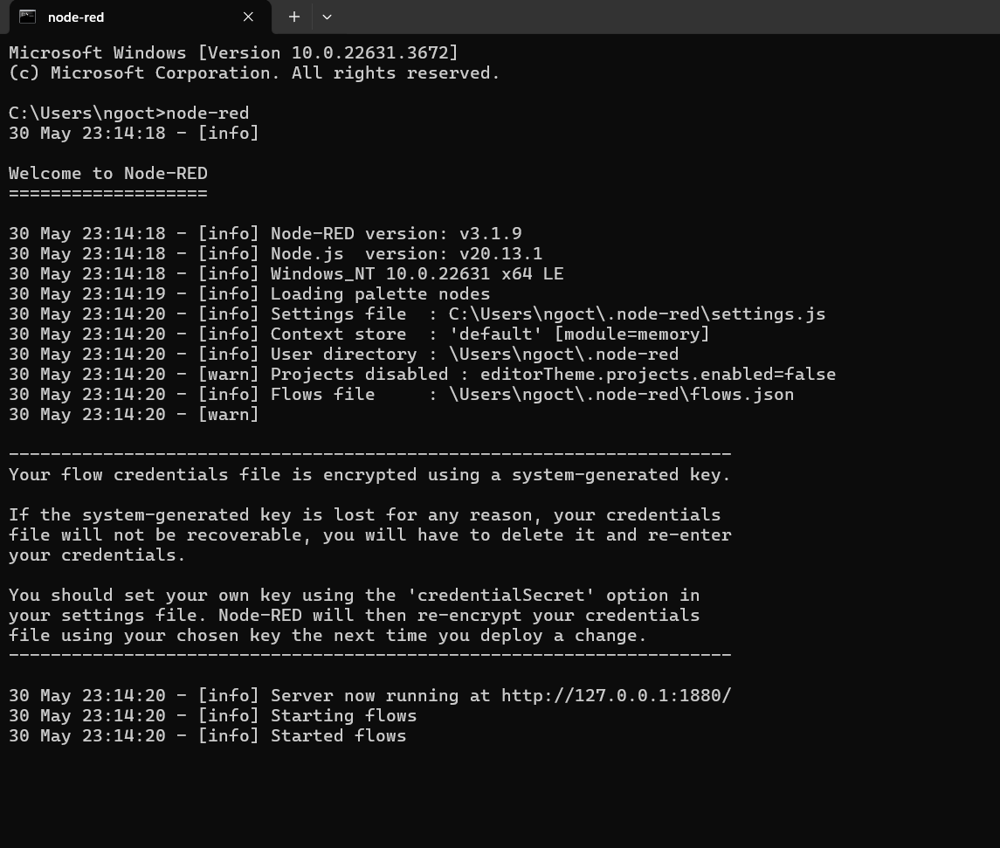 node-red
Microsoft Windows [Version 10.0.22631.3672]
(c) Microsoft Corporation. All rights reserved.
C:\Users\ngoct>node-red
30 May 23:14:18 - [info]
Welcome to Node-RED
===================
30 May 23:14:18 - [info] Node-RED version: v3.1.9
30 May 23:14:18 - [info] Node.js  version: v20.13.1
30 May 23:14:18 - [info] Windows_NT 10.0.22631 x64 LE
30 May 23:14:19 - [info] Loading palette nodes
30 May 23:14:20 - [info] Settings file  : C:\Users\ngoct\.node-red\settings.js
30 May 23:14:20 - [info] Context store  : 'default' [module=memory]
30 May 23:14:20 - [info] User directory : \Users\ngoct\.node-red
30 May 23:14:20 - [warn] Projects disabled : editorTheme.projects.enabled=false
30 May 23:14:20 - [info] Flows file     : \Users\ngoct\.node-red\flows.json
30 May 23:14:20 - [warn]
---------------------------------------------------------------------
Your flow credentials file is encrypted using a system-generated key.
If the system-generated key is lost for any reason, your credentials
file will not be recoverable, you will have to delete it and re-enter
your credentials.
You should set your own key using the 'credentialSecret' option in
your settings file. Node-RED will then re-encrypt your credentials
file using your chosen key the next time you deploy a change.
---------------------------------------------------------------------
30 May 23:14:20 - [info] Server now running at http://127.0.0.1:1880/
30 May 23:14:20 - [info] Starting flows
30 May 23:14:20 - [info] Started flows